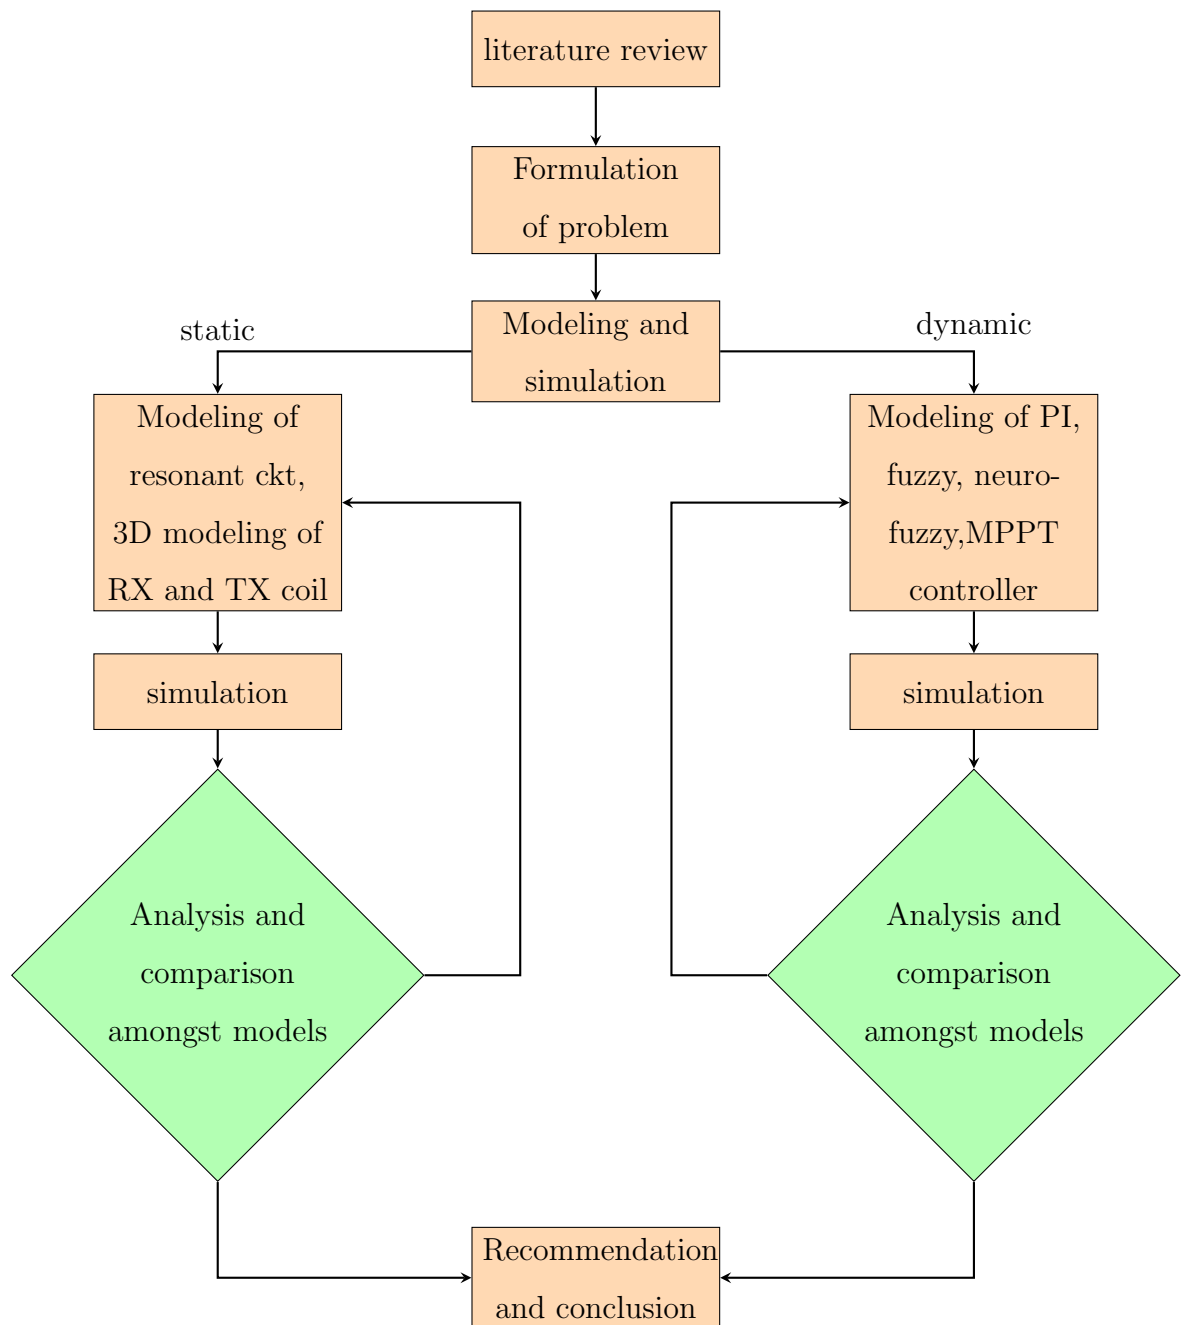 literature review
Formulation
of problem
Modeling and
simulation
static
dynamic
Modeling of
resonant ckt,
3D modeling of
RX and TX coil
Modeling of PI,
fuzzy, neuro-
fuzzy,MPPT
controller
simulation
simulation
Analysis and
comparison
amongst models
Analysis and
comparison
amongst models
Recommendation
and conclusion